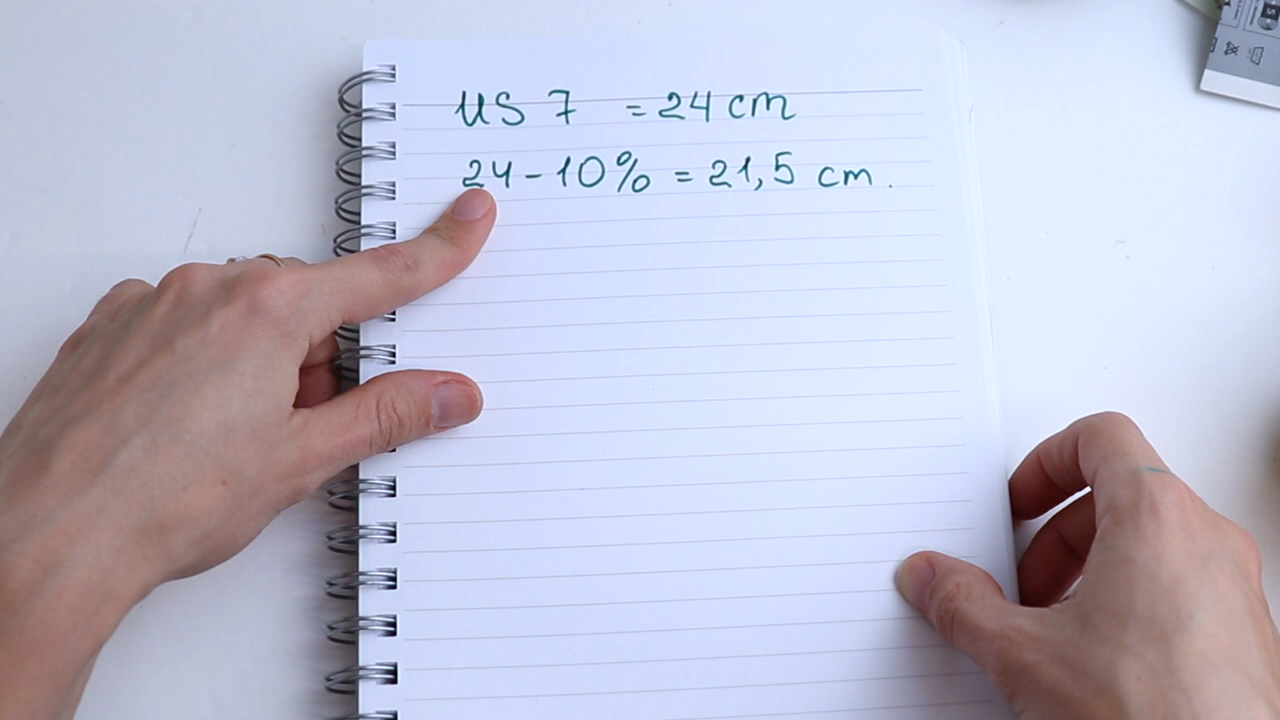 US 7 = 24 cm
24 - 10% = 21,5 cm.